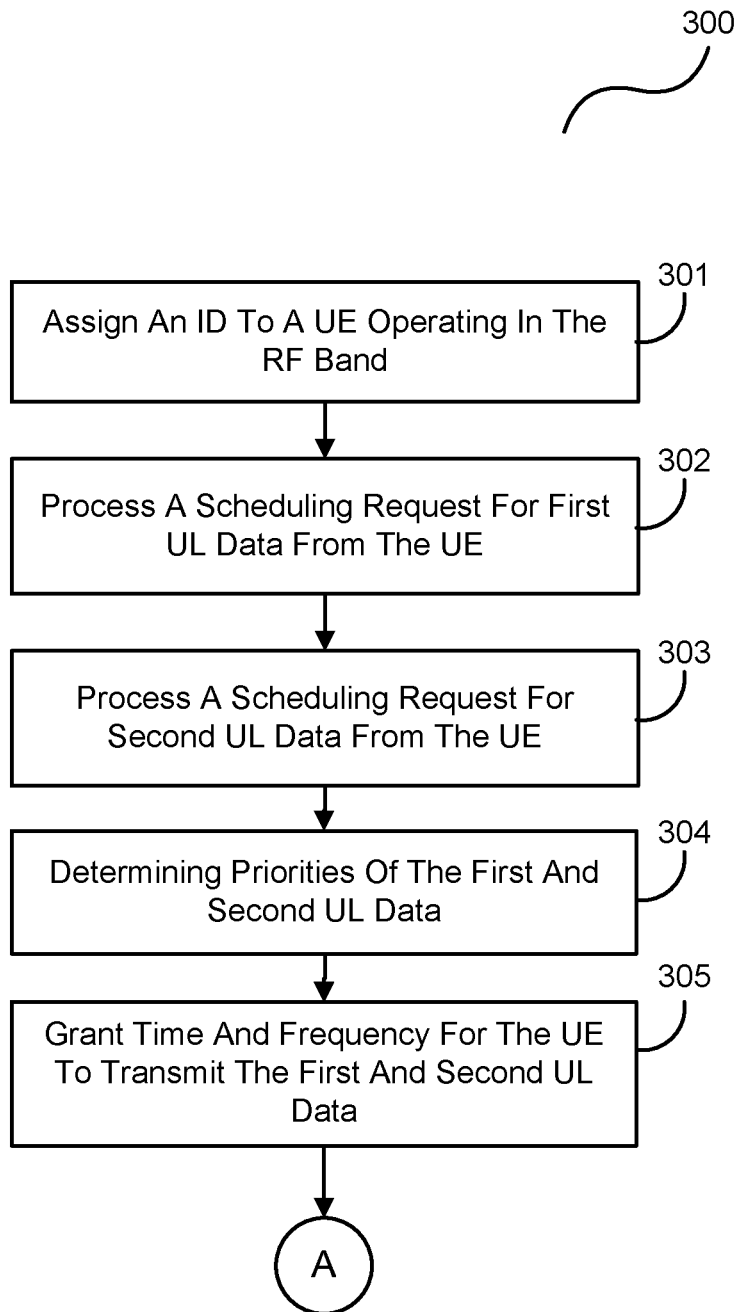 300
301
Assign An ID To A UE Operating In The
RF Band
302
Process A Scheduling Request For First
UL Data From The UE
303
Process A Scheduling Request For
Second UL Data From The UE
304
Determining Priorities Of The First And
Second UL Data
305
Grant Time And Frequency For The UE
To Transmit The First And Second UL
Data
A